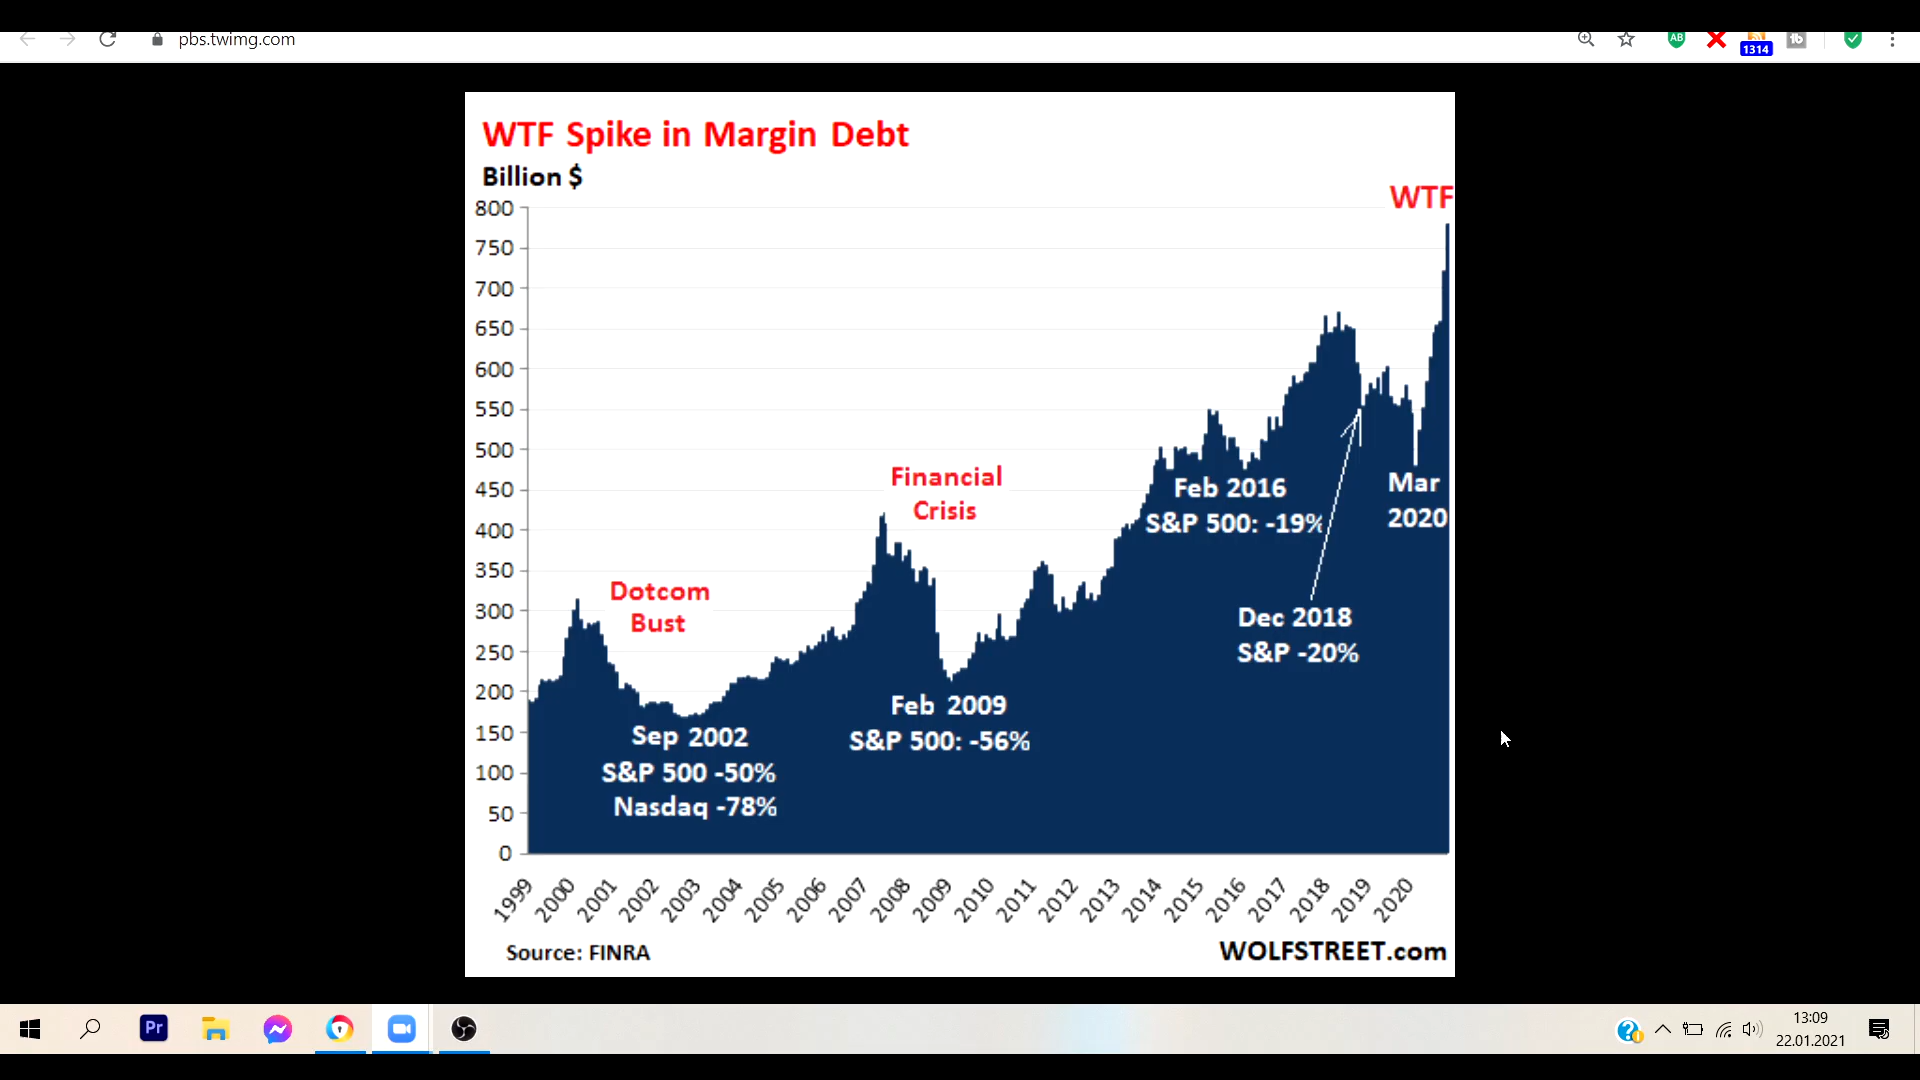 pbs.twimg.com
AB
1314
WTF Spike in Margin Debt
Billion $
WTF
800
750
700
650
600
550
500
450
400
350
300
250
200
150
100
50
0
Financial
Crisis
Dotcom
Bust
Feb 2016
S&P 500: -19%
Mar
2020
Dec 2018
S&P -20%
Feb 2009
S&P 500: -56%
Sep 2002
S&P 500 -50%
Nasdaq -78%
1999
2000
2001
2002
2003
2004
2005
2006
2007
2008
2009
2010
2011
2012
2013
2014
2015
2016
2017
2018
2019
2020
Source: FINRA
WOLFSTREET.com
Pr
13:09
22.01.2021